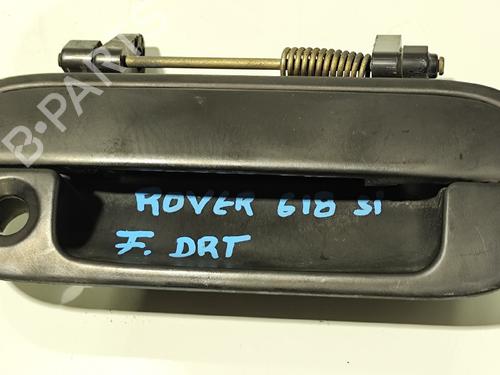 B-PARTS
ROVER 618 SI
F. DRT